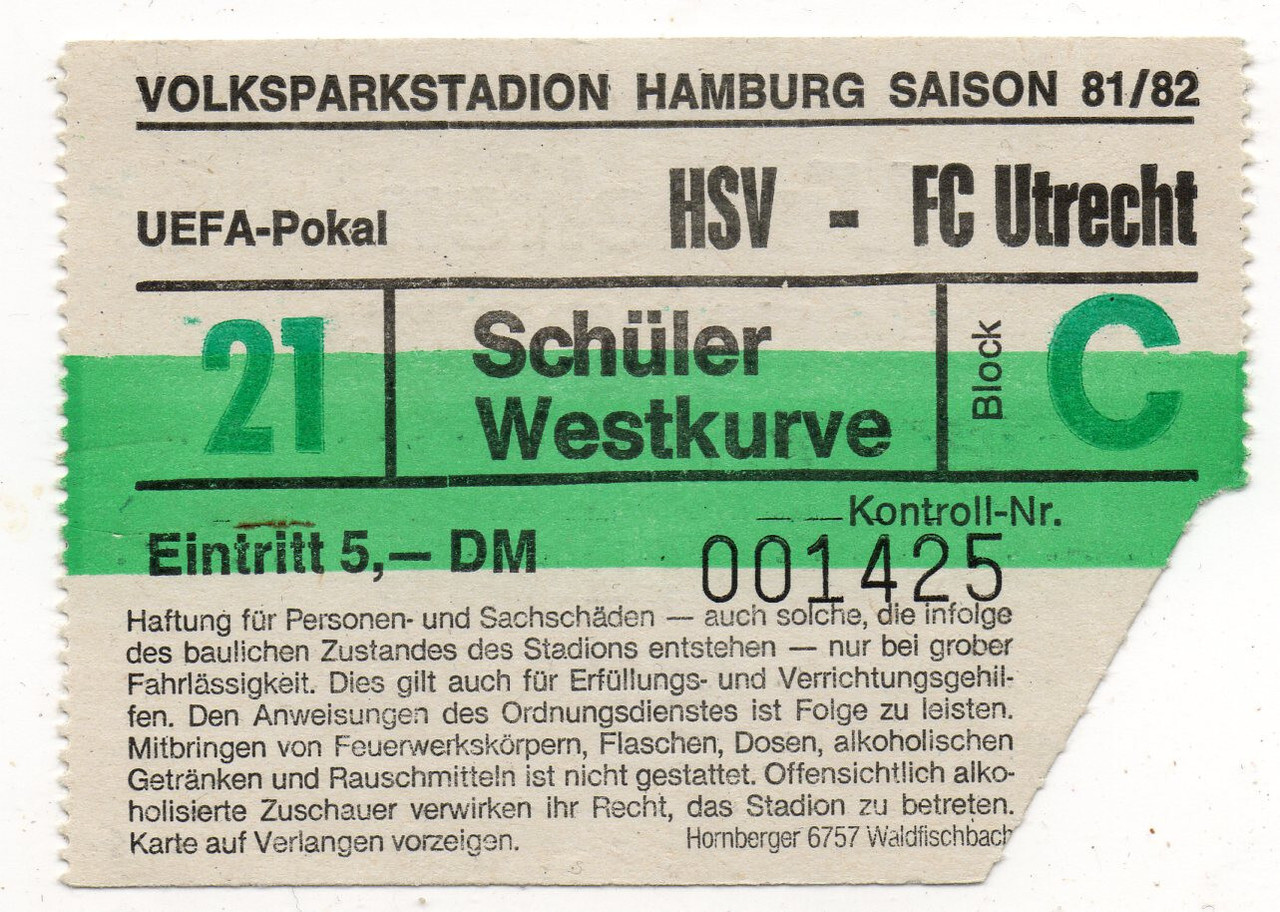 VOLKSPARKSTADION HAMBURG SAISON 81/82
HSV - FC Utrecht
UEFA-Pokal
21
Schüler
Westkurve
Block
C
Kontroll-Nr.
Eintritt 5,— DM
001425
Haftung für Personen- und Sachschäden — auch solche, die infolge
des baulichen Zustandes des Stadions entstehen — nur bei grober
Fahrlässigkeit. Dies gilt auch für Erfüllungs- und Verrichtungsgehil-
fen. Den Anweisungen des Ordnungsdienstes ist Folge zu leisten.
Mitbringen von Feuerwerkskörpern, Flaschen, Dosen, alkoholischen
Getränken und Rauschmitteln ist nicht gestattet. Offensichtlich alko-
holisierte Zuschauer verwirken ihr Recht, das Stadion zu betreten.
Karte auf Verlangen vorzeigen.
Hornberger 6757 Waldfischbach